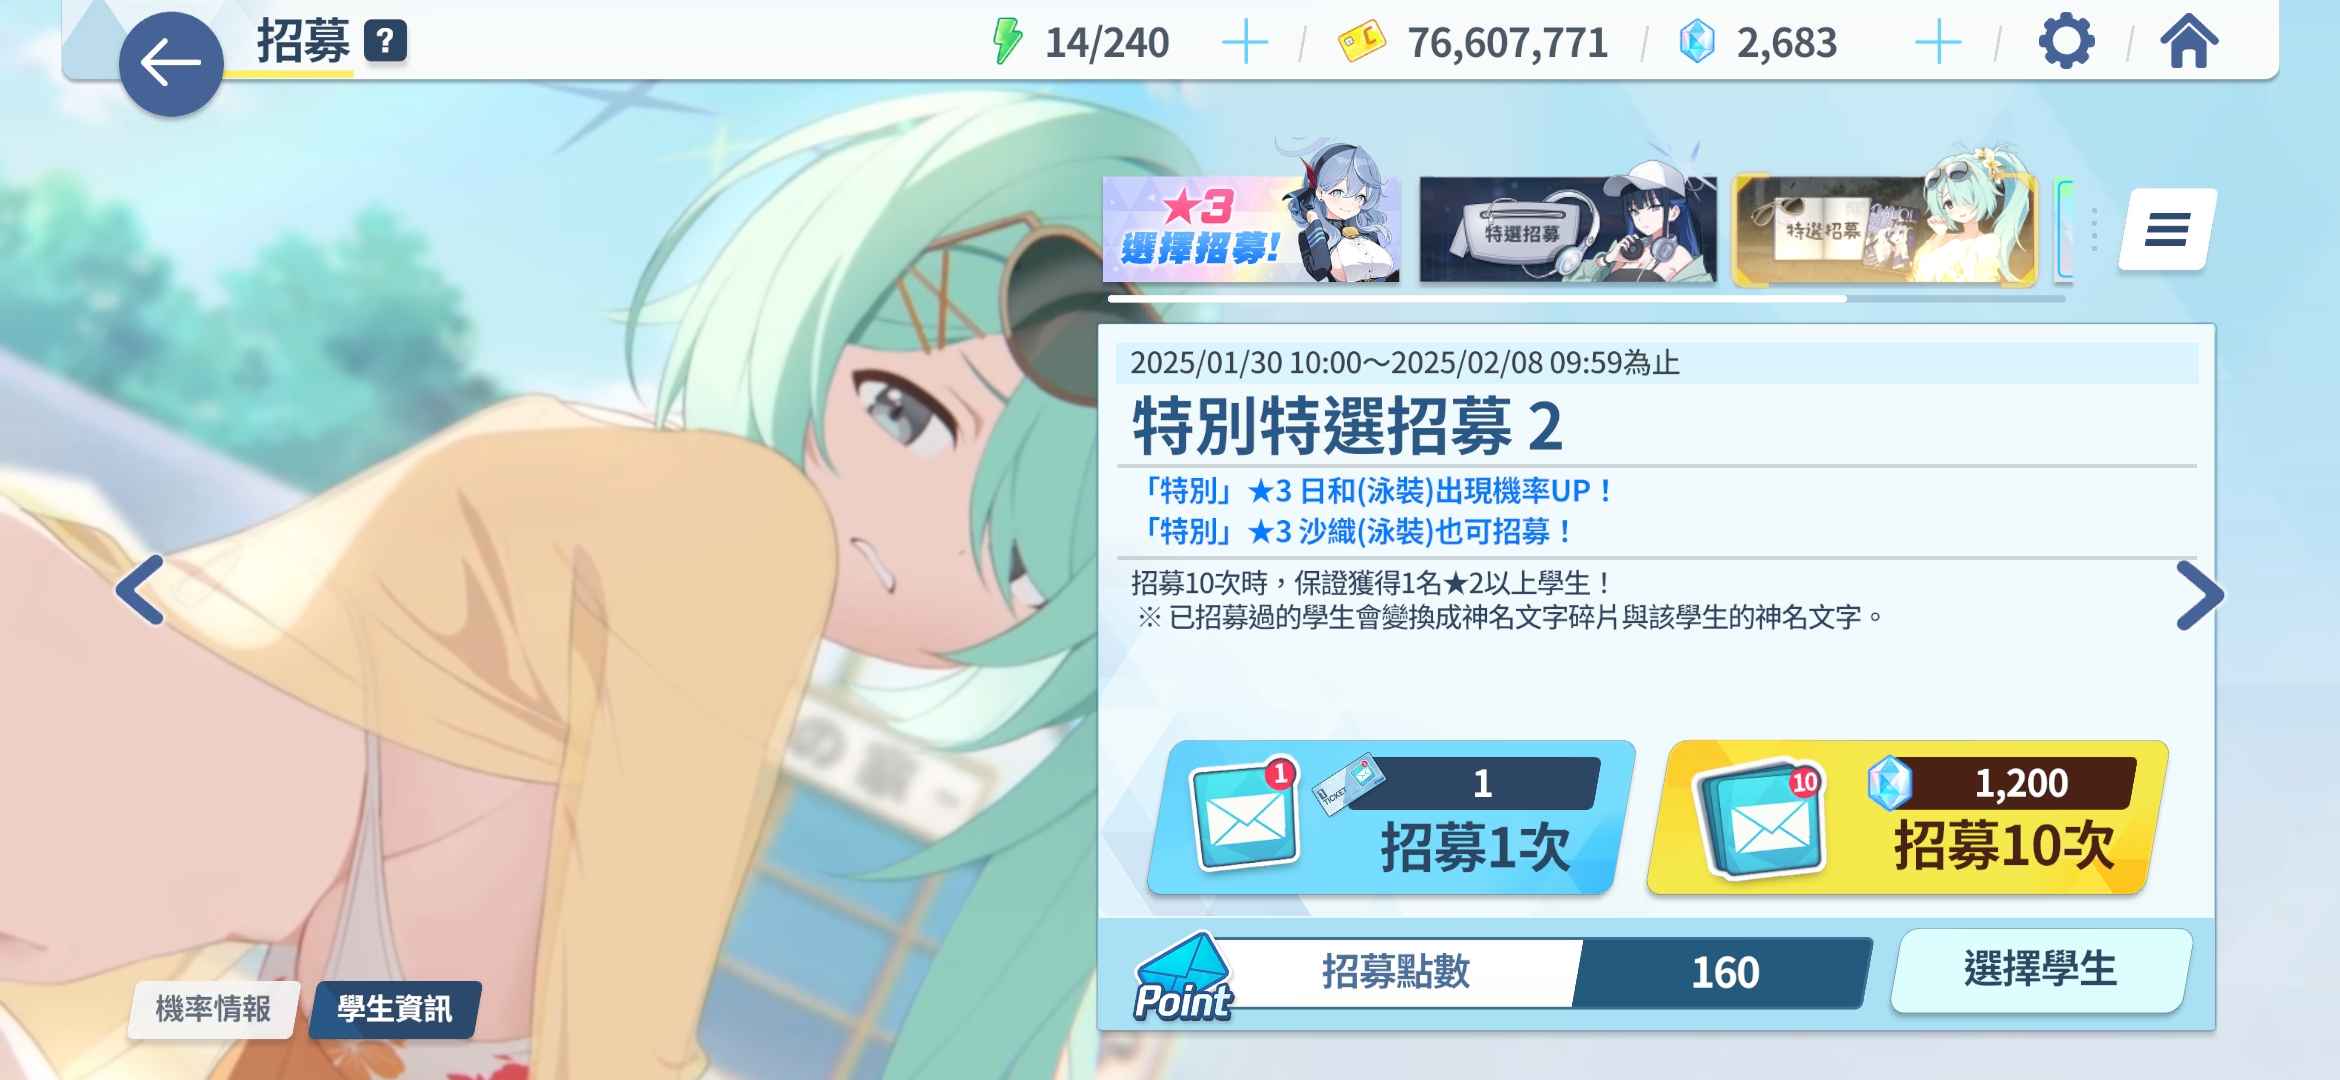 招募 ?
14/240
76,607,771
2,683
★3
選擇招募!
特選招募
特選招募
2025/01/30 10:00～2025/02/08 09:59為止
特別特選招募 2
「特別」★3 日和(泳裝)出現機率UP！
「特別」★3 沙織(泳裝)也可招募！
招募10次時，保證獲得1名★2以上學生！
※ 已招募過的學生會變換成神名文字碎片與該學生的神名文字。
1
TICKET
1
招募1次
10
1,200
招募10次
Point
招募點數
160
選擇學生
機率情報
學生資訊